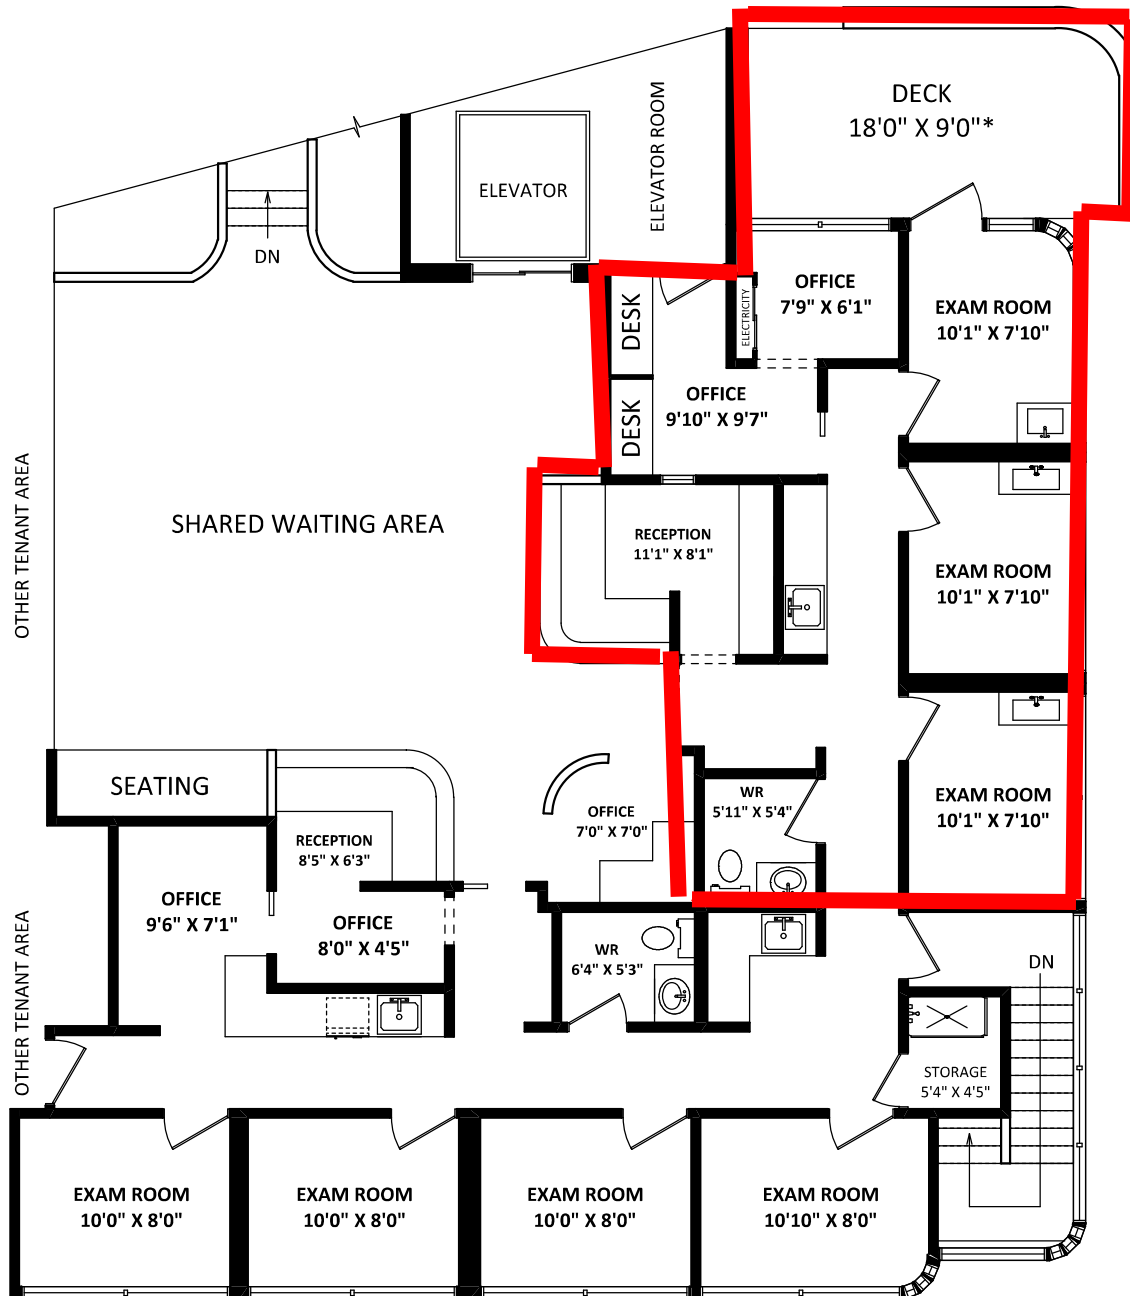 DECK
18'0" X 9'0"*
ELEVATOR ROOM
ELEVATOR
DN
OFFICE
7'9" X 6'1"
ELECTRICITY
EXAM ROOM
10'1" X 7'10"
DESK
DESK
OFFICE
9'10" X 9'7"
OTHER TENANT AREA
SHARED WAITING AREA
RECEPTION
11'1" X 8'1"
EXAM ROOM
10'1" X 7'10"
SEATING
RECEPTION
8'5" X 6'3"
OFFICE
7'0" X 7'0"
WR
5'11" X 5'4"
EXAM ROOM
10'1" X 7'10"
OFFICE
9'6" X 7'1"
OFFICE
8'0" X 4'5"
WR
6'4" X 5'3"
DN
OTHER TENANT AREA
STORAGE
5'4" X 4'5"
EXAM ROOM
10'0" X 8'0"
EXAM ROOM
10'0" X 8'0"
EXAM ROOM
10'0" X 8'0"
EXAM ROOM
10'10" X 8'0"